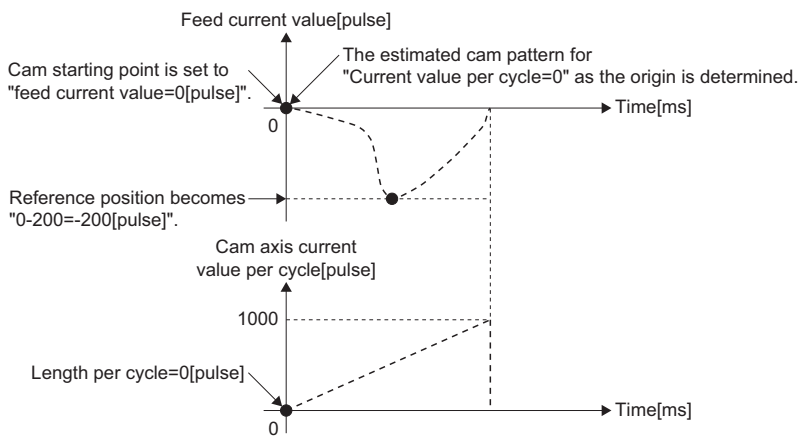 Feed current value[pulse]
Cam starting point is set to
"feed current value=0[pulse]".
The estimated cam pattern for
"Current value per cycle=0" as the origin is determined.
Time[ms]
0
Reference position becomes
"0-200=-200[pulse]".
Cam axis current
value per cycle[pulse]
1000
Length per cycle=0[pulse]
Time[ms]
0